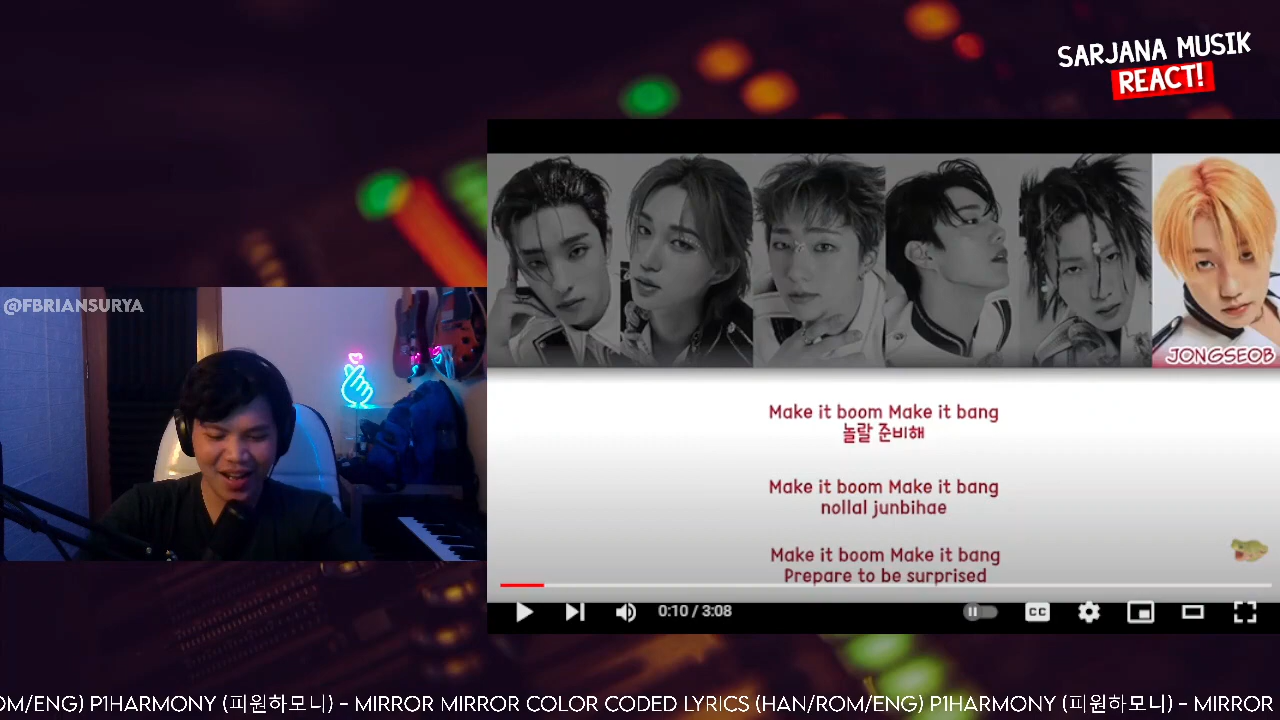 SARJANA MUSIK
REACT!
@FBRIANSURYA
JONGSEOB
Make it boom Make it bang
놀랄 준비해
Make it boom Make it bang
nollal junbihae
Make it boom Make it bang
Prepare to be surprised
0:10 / 3:08
CC
OM/ENG) P1HARMONY (피원하모니) - MIRROR MIRROR COLOR CODED LYRICS (HAN/ROM/ENG) P1HARMONY (피원하모니) - MIRROR